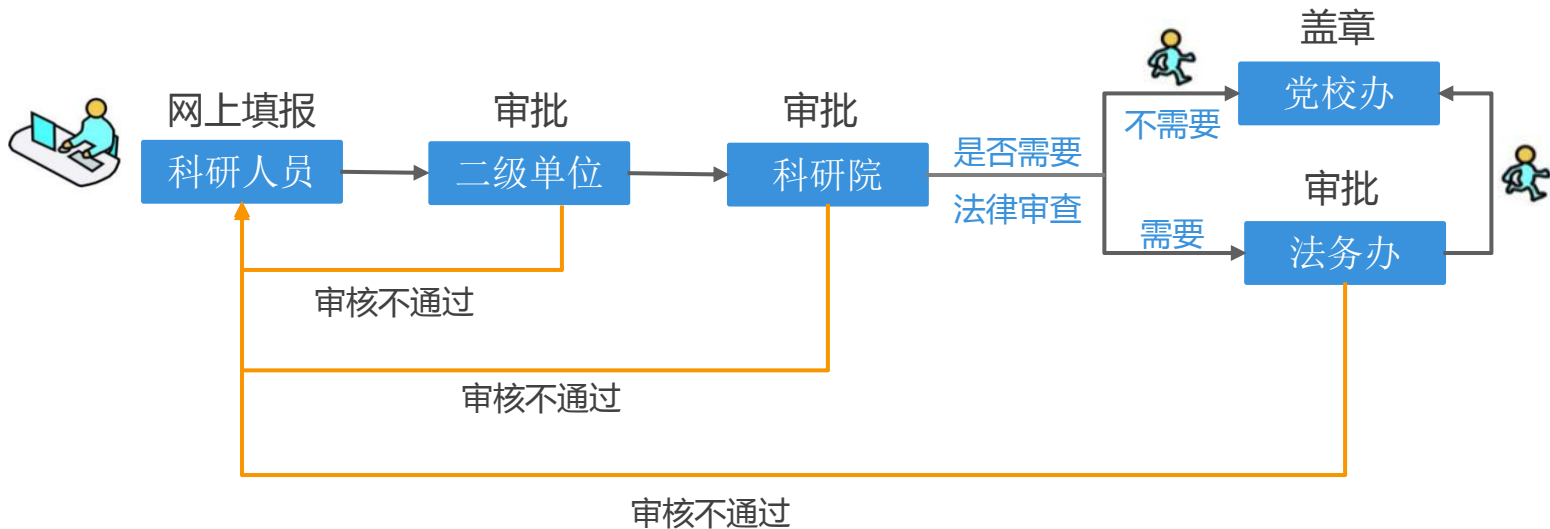 网上填报
科研人员
审批
二级单位
审批
科研院
是否需要
法律审查
不需要
盖章
党校办
需要
审批
法务办
审核不通过
审核不通过
审核不通过